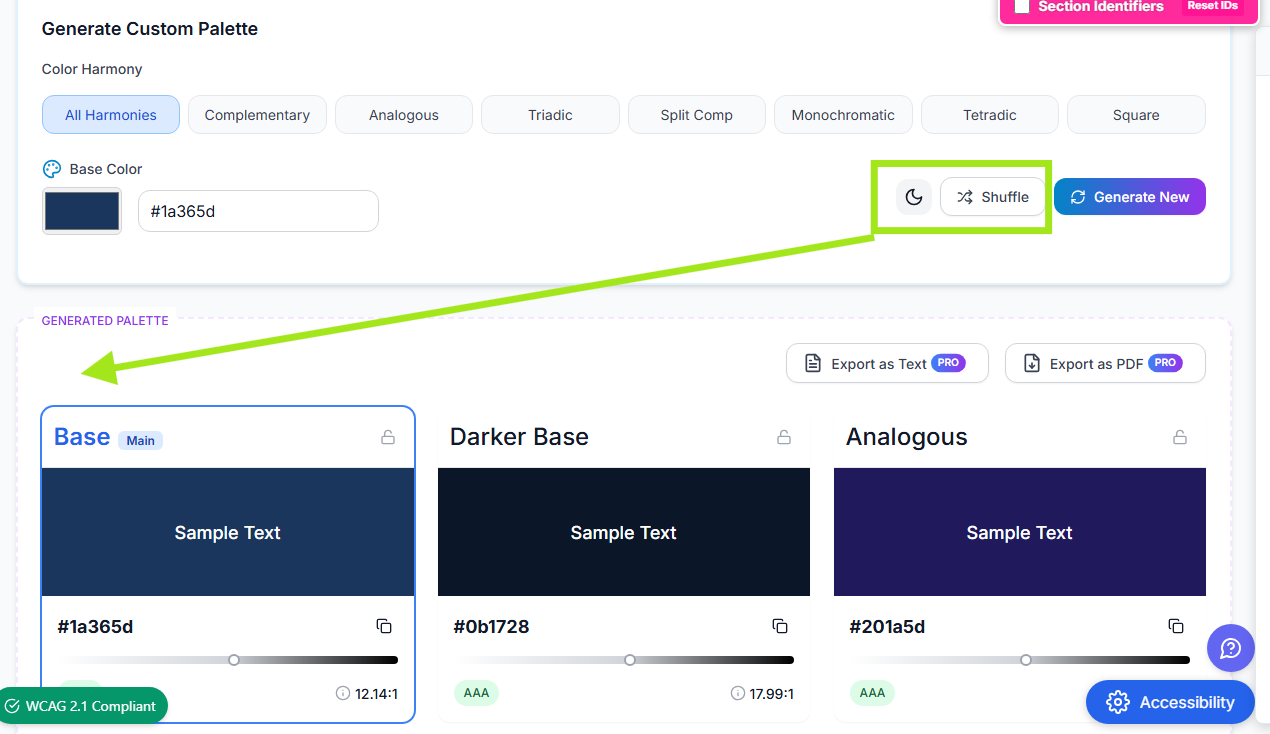 Section Identifiers Reset IDs
Generate Custom Palette
Color Harmony
All Harmonies Complementary Analogous Triadic Split Comp Monochromatic Tetradic Square
Base Color
#1a365d Shuffle Generate New
GENERATED PALETTE
Export as Text PRO Export as PDF PRO
Base Main Darker Base Analogous
Sample Text Sample Text Sample Text
#1a365d #0b1728 #201a5d
12.14:1 AAA 17.99:1 AAA
WCAG 2.1 Compliant Accessibility